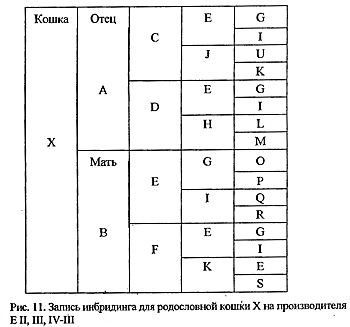 Кошка Отец C E G
I
J U
K
X A D E G
I
H L
M
Мать B E G O
P
I Q
R
F E G
I
K E
S
Рис. 11. Запись инбридинга для родословной кошки X на производителя
E II, III, IV-III